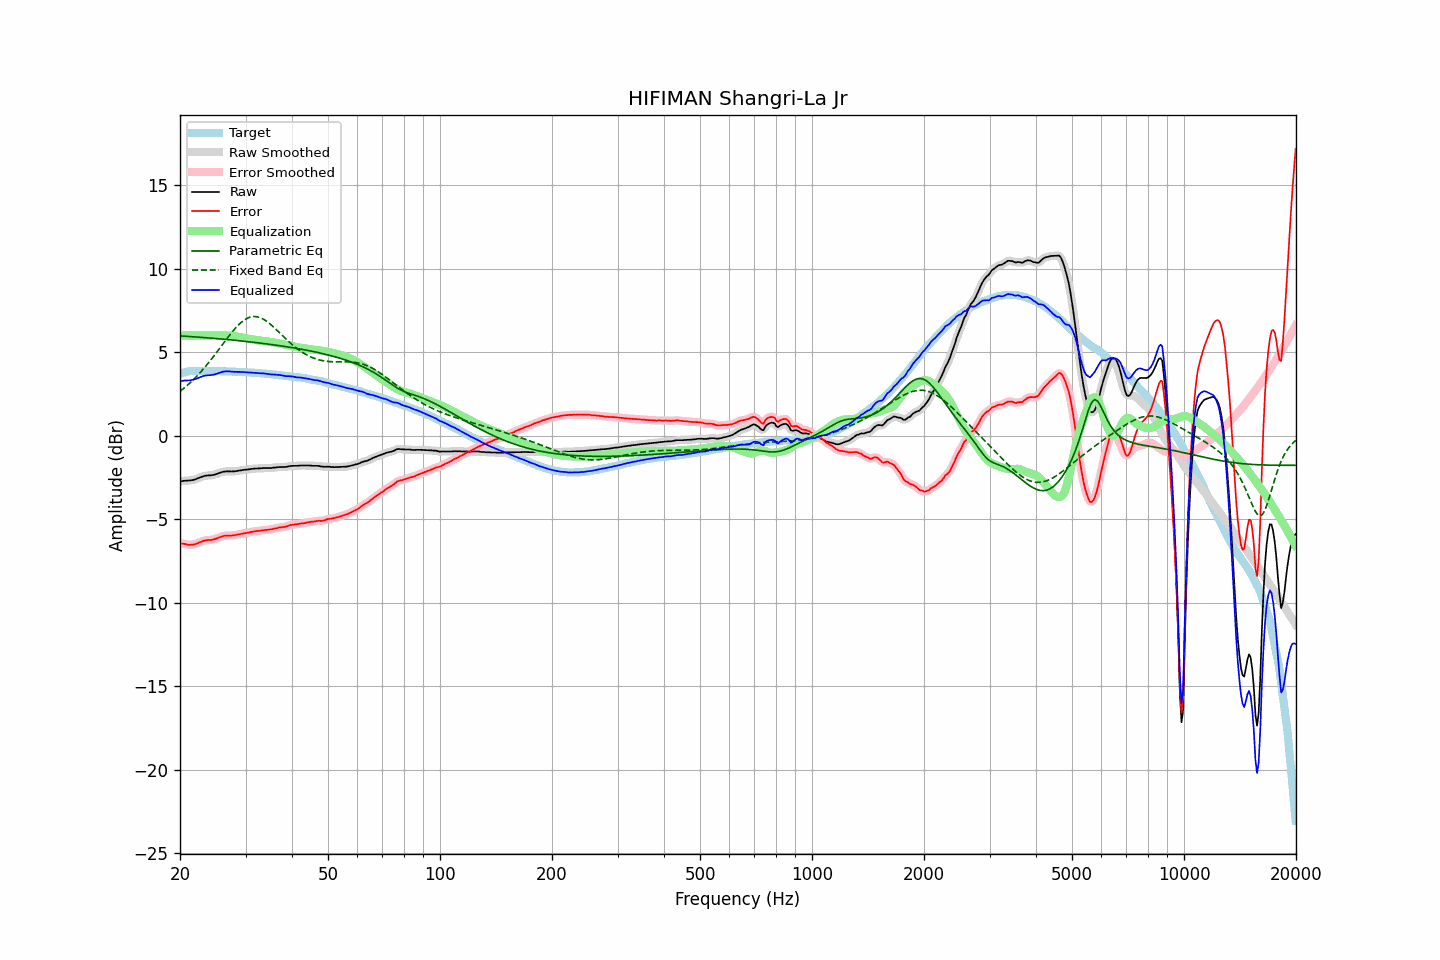 HIFIMAN Shangri-La Jr
Target
Raw Smoothed
Error Smoothed
Raw
Error
Equalization
Parametric Eq
Fixed Band Eq
Equalized
15
10
5
0
−5
−10
−15
−20
−25
Amplitude (dBr)
20
50
100
200
500
1000
2000
5000
10000
20000
Frequency (Hz)